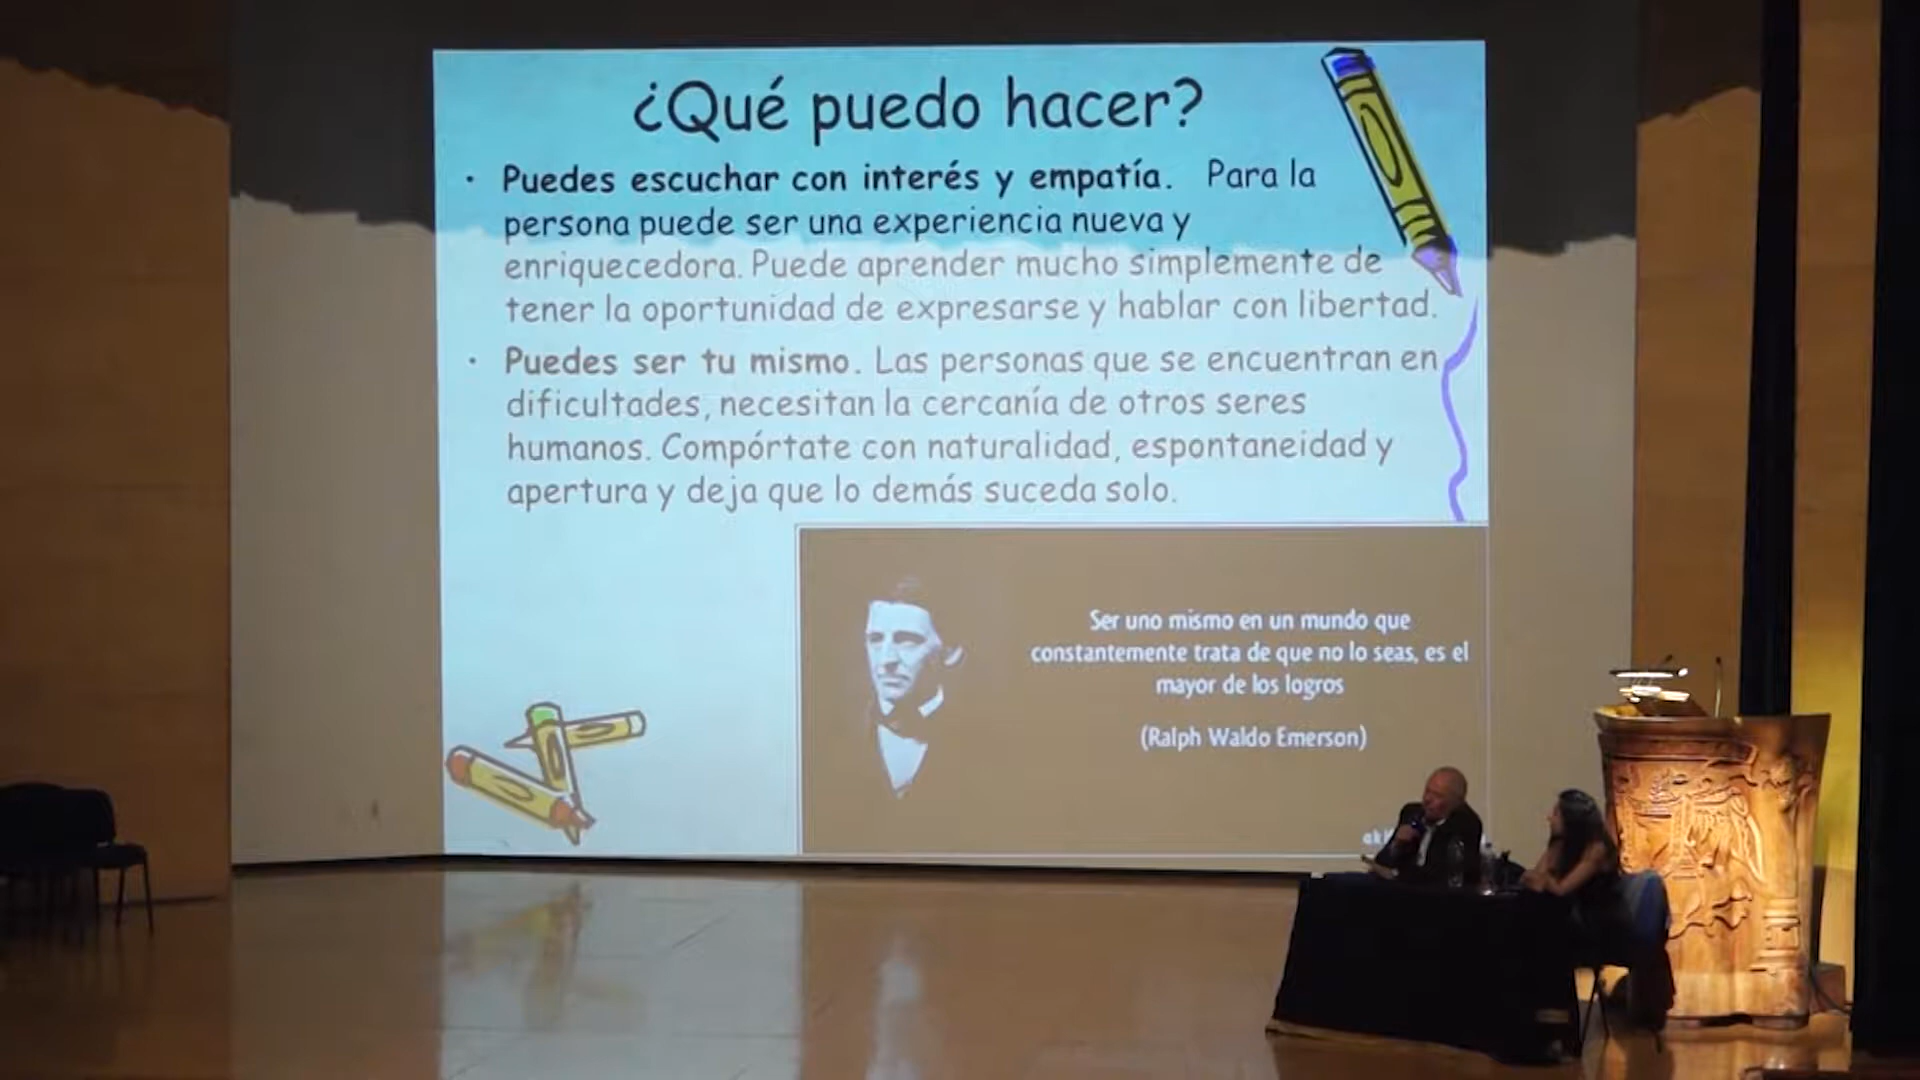 ¿Qué puedo hacer?
• Puedes escuchar con interés y empatía. Para la
persona puede ser una experiencia nueva y
enriquecedora. Puede aprender mucho simplemente de
tener la oportunidad de expresarse y hablar con libertad.
• Puedes ser tu mismo. Las personas que se encuentran en
dificultades, necesitan la cercanía de otros seres
humanos. Compórtate con naturalidad, espontaneidad y
apertura y deja que lo demás suceda solo.
Ser uno mismo en un mundo que
constantemente trata de que no lo seas, es el
mayor de los logros
(Ralph Waldo Emerson)